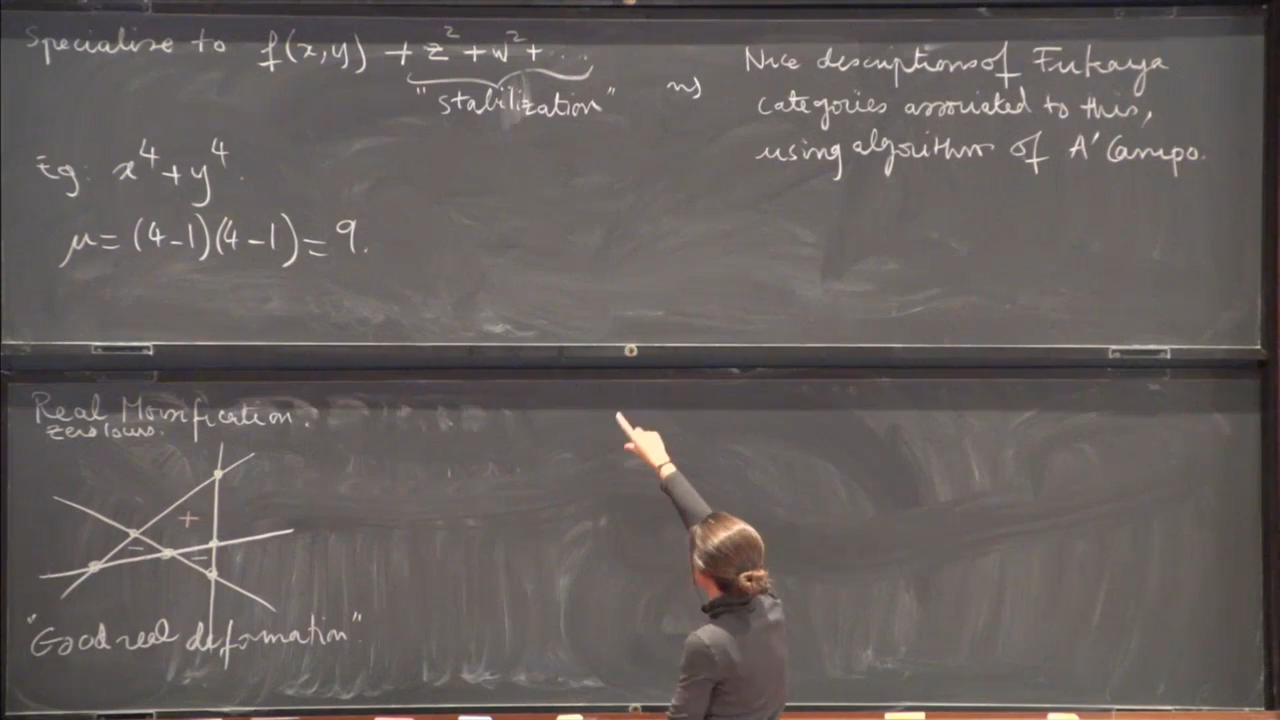 Specialize to f(x,y) + z² + w² + ...
"stabilization"
Nice descriptions of Fukaya
categories associated to this,
using algorithm of A'Campo.
Eg: x⁴ + y⁴.
μ = (4-1)(4-1) = 9.
Real Morsification.
zero locus.
+
− −
"Good real deformation"